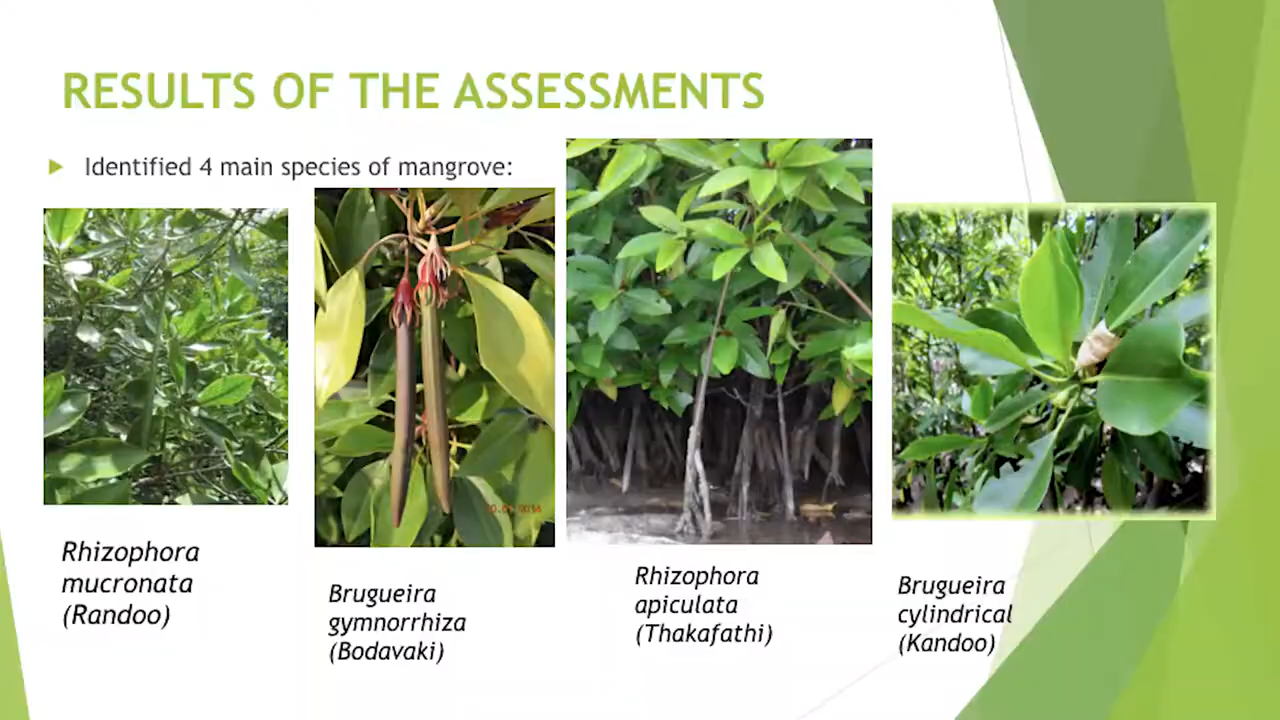 RESULTS OF THE ASSESSMENTS
Identified 4 main species of mangrove:
Rhizophora
mucronata
(Randoo)
Brugueira
gymnorrhiza
(Bodavaki)
Rhizophora
apiculata
(Thakafathi)
Brugueira
cylindrical
(Kandoo)